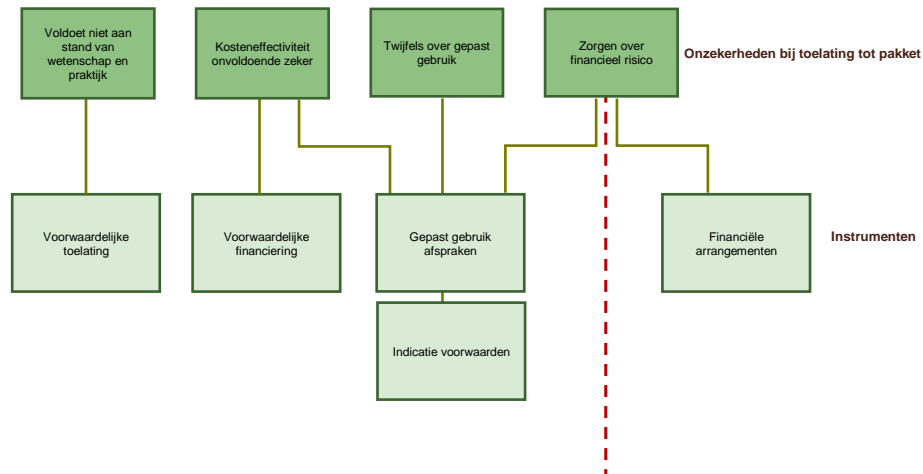 Voldoet niet aan
stand van
wetenschap en
praktijk
Kosteneffectiviteit
onvoldoende zeker
Twijfels over gepast
gebruik
Zorgen over
financieel risico
Onzekerheden bij toelating tot pakket
Voorwaardelijke
toelating
Voorwaardelijke
financiering
Gepast gebruik
afspraken
Financiële
arrangementen
Instrumenten
Indicatie voorwaarden